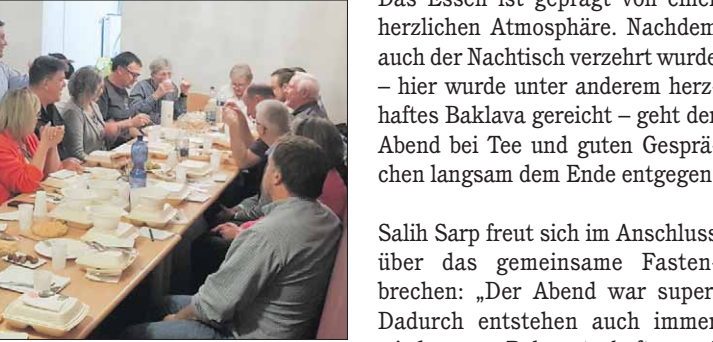 Das Essen ist geprägt von einer
herzlichen Atmosphäre. Nachdem
auch der Nachtisch verzehrt wurde
– hier wurde unter anderem herz-
haftes Baklava gereicht – geht der
Abend bei Tee und guten Gesprä-
chen langsam dem Ende entgegen.

Salih Sarp freut sich im Anschluss
über das gemeinsame Fasten-
brechen: „Der Abend war super.
Dadurch entstehen auch immer